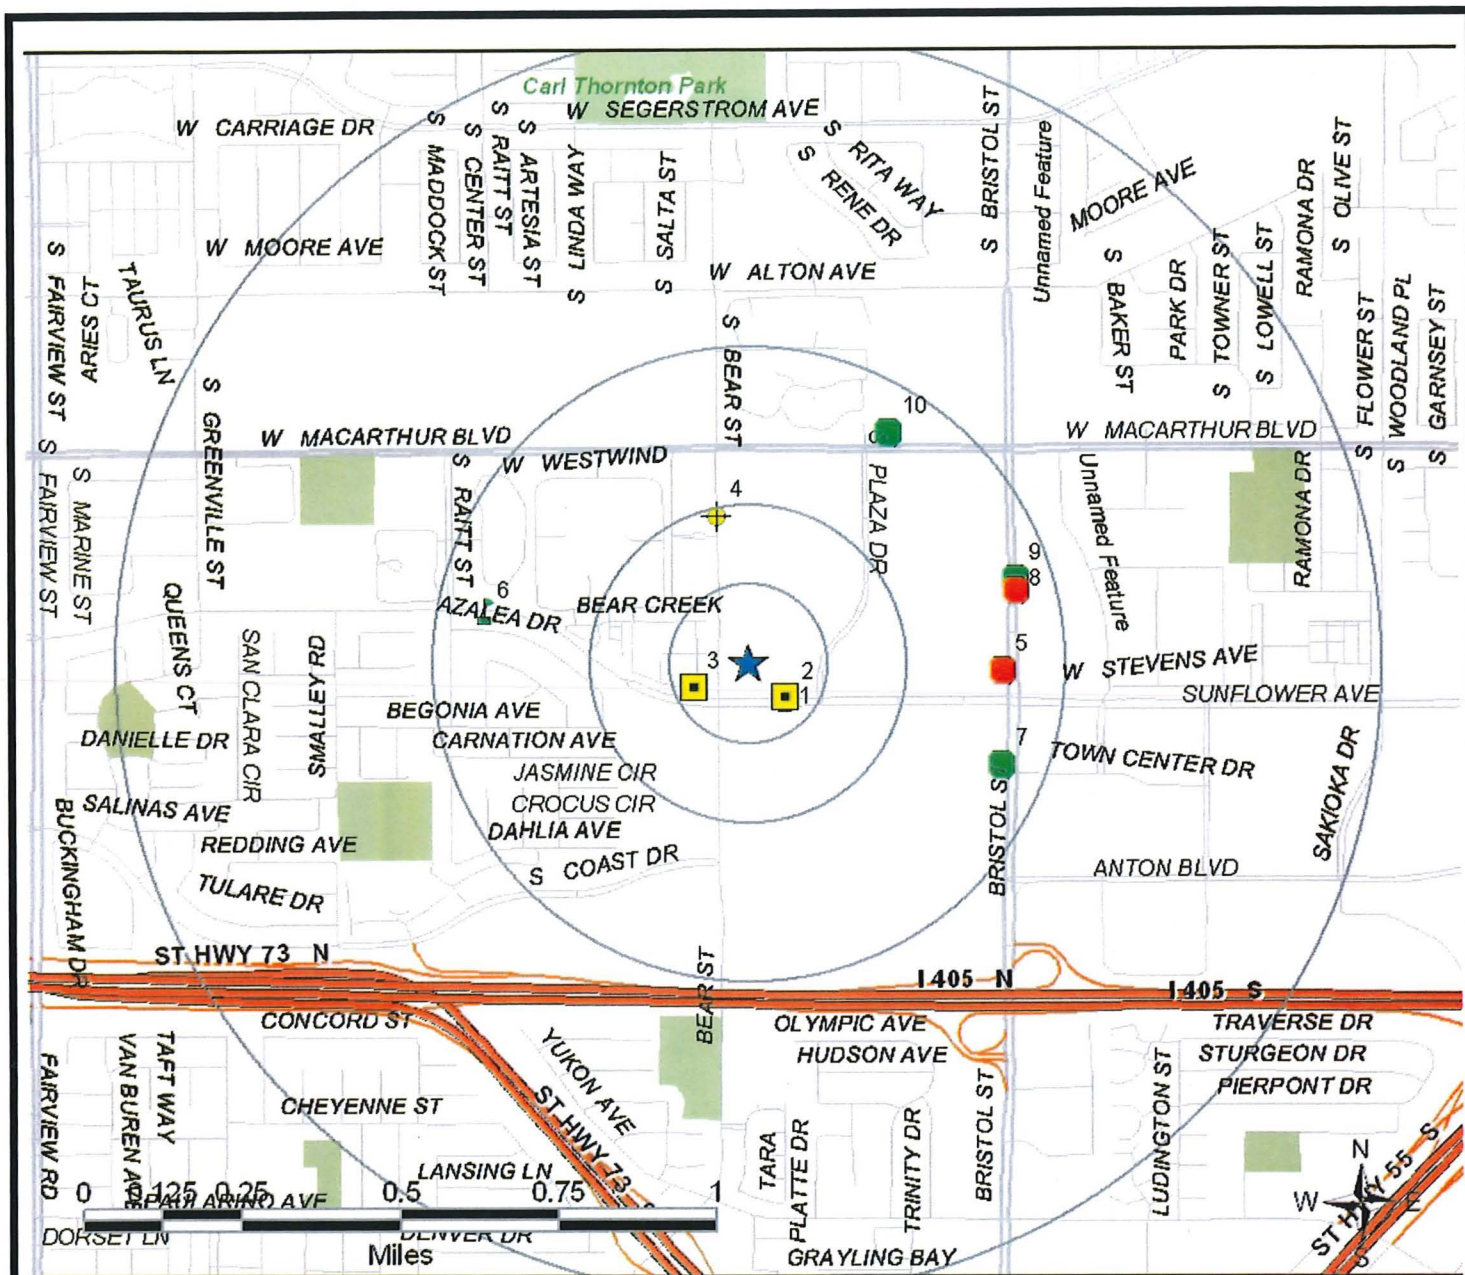 Carl Thornton Park
W SEGERSTROM AVE
W CARRIAGE DR
S MADDOCK ST
S CENTER ST
S RAITT ST
S ARTESIA ST
S LINDA WAY
S SALTA ST
S RITA WAY
S RENE DR
S BRISTOL ST
Unnamed Feature
MOORE AVE
RAMONA DR
S OLIVE ST
W MOORE AVE
W ALTON AVE
S FAIRVIEW ST
ARIES CT
TAURUS LN
S BAKER ST
PARK DR
S TOWNER ST
S LOWELL ST
S FLOWER ST
S WOODLAND PL
S GARNSEY ST
S BEAR ST
S GREENVILLE ST
10
W MACARTHUR BLVD
W MACARTHUR BLVD
W WESTWIND
S FAIRVIEW ST
S MARINE ST
S RAITT ST
4
PLAZA DR
Unnamed Feature
RAMONA DR
9
8
6
AZALEA DR
BEAR CREEK
QUEENS CT
SAN CLARA CIR
SMALLEY RD
3
2
1
5
W STEVENS AVE
SUNFLOWER AVE
BEGONIA AVE
DANIELLE DR
CARNATION AVE
7
TOWN CENTER DR
JASMINE CIR
SALINAS AVE
CROCUS CIR
BRISTOL S
SAKIOKA DR
BUCKINGHAM DR
REDDING AVE
DAHLIA AVE
S COAST DR
ANTON BLVD
TULARE DR
ST HWY 73 N
BEAR ST
I 405 N
I 405 S
CONCORD ST
OLYMPIC AVE
TRAVERSE DR
HUDSON AVE
STURGEON DR
PIERPONT DR
FAIRVIEW RD
VAN BUREN AVE
TAFT WAY
YUKON AVE
CHEYENNE ST
ST HWY 73 S
TARA
PLATTE DR
TRINITY DR
BRISTOL ST
LUDINGTON ST
ST HWY 55 S
LANSING LN
0 0.125 0.25 0.5 0.75 1
PAULARINO AVE
DORSET LN
DENVER DR
Miles
GRAYLING BAY
N
W E
S